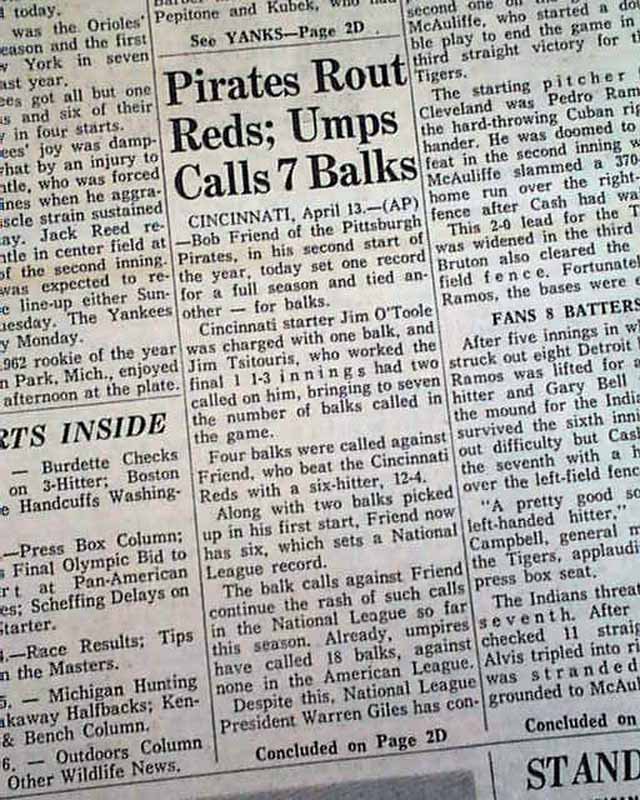 today.
was the Orioles'
eason and the first
w York in seven
ast year.
ees got all but one
s and six of their
y in four starts.
ees' joy was damp-
what by an injury to
ntle, who was forced
ines when he aggra-
scle strain sustained
ay. Jack Reed re-
ntle in center field at
of the second inning.
was expected to re-
e line-up either Sun-
uesday. The Yankees
y Monday.
962 rookie of the year
n Park, Mich., enjoyed
afternoon at the plate.
RTS INSIDE
— Burdette Checks
on 3-Hitter; Boston
e Handcuffs Washing-
—Press Box Column;
s Final Olympic Bid to
rt at Pan-American
es; Scheffing Delays on
Starter.
4.—Race Results; Tips
n the Masters.
5. — Michigan Hunting
akaway Halfbacks; Ken-
& Bench Column.
6. — Outdoors Column
Other Wildlife News.
Pepitone and Kubek, who had
See YANKS—Page 2D
Pirates Rout
Reds; Umps
Calls 7 Balks
CINCINNATI, April 13.—(AP)
—Bob Friend of the Pittsburgh
Pirates, in his second start of
the year, today set one record
for a full season and tied an-
other — for balks.
Cincinnati starter Jim O'Toole
was charged with one balk, and
Jim Tsitouris, who worked the
final 1 1-3 innings had two
called on him, bringing to seven
the number of balks called in
the game.
Four balks were called against
Friend, who beat the Cincinnati
Reds with a six-hitter, 12-4.
Along with two balks picked
up in his first start, Friend now
has six, which sets a National
League record.
The balk calls against Friend
continue the rash of such calls
in the National League so far
this season. Already, umpires
have called 18 balks, against
none in the American League.
Despite this, National League
President Warren Giles has con-
Concluded on Page 2D
second one on
McAuliffe, who started a dou
ble play to end the game in
third straight victory for t
Tigers.
The starting pitcher
Cleveland was Pedro Ram
the hard-throwing Cuban rig
hander. He was doomed to
feat in the second inning w
McAuliffe slammed a 370-
home run over the right-
fence after Cash had wa
This 2-0 lead for the T
was widened in the third
Bruton also cleared the
field fence. Fortunatel
Ramos, the bases were
FANS 8 BATTERS
After five innings in w
struck out eight Detroit
Ramos was lifted for a
hitter and Gary Bell
the mound for the India
survived the sixth inn
out difficulty but Cash
the seventh with a h
over the left-field fenc
"A pretty good so
left-handed hitter,"
Campbell, general m
the Tigers, applaudi
press box seat.
The Indians threa
seventh. After
checked 11 straig
Alvis tripled into ri
was stranded
grounded to McAul
Concluded on
STAND